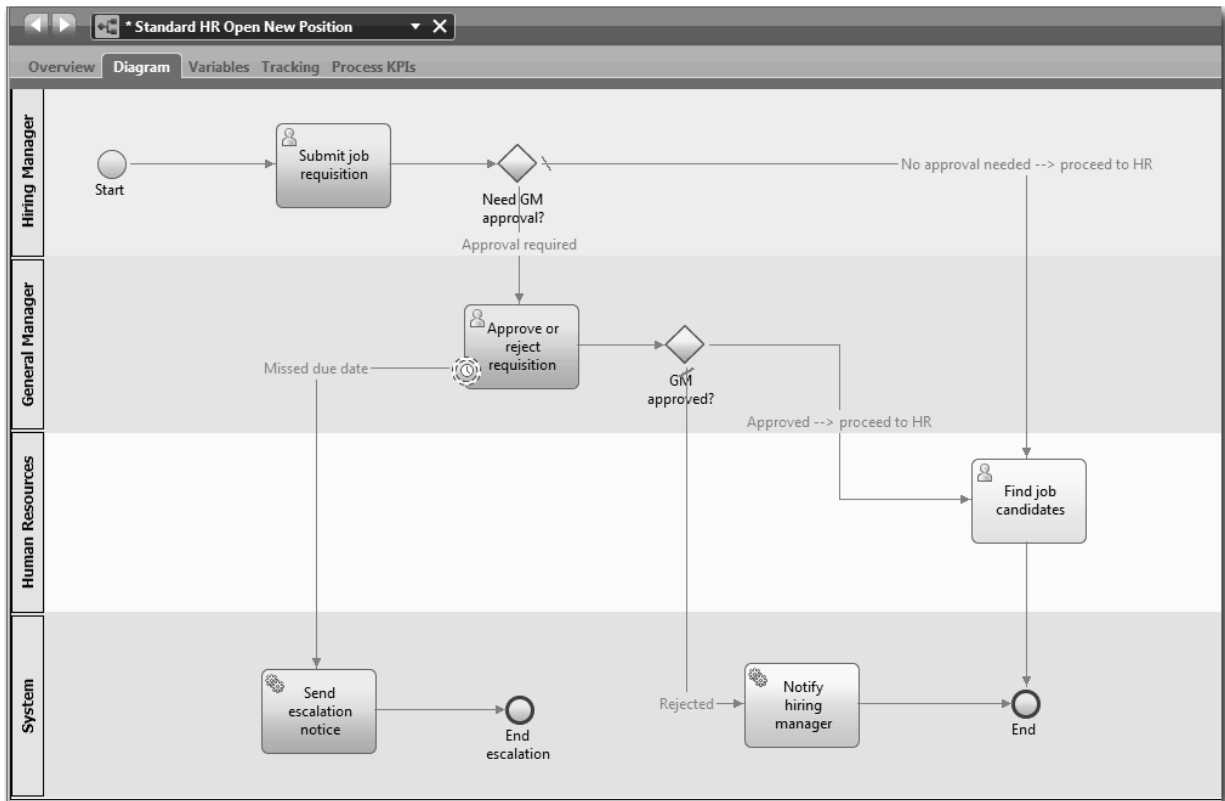 * Standard HR Open New Position
Overview Diagram Variables Tracking Process KPIs
Hiring Manager
Start
Submit job
requisition
Need GM
approval?
No approval needed --> proceed to HR
Approval required
General Manager
Approve or
reject
requisition
Missed due date
GM
approved?
Approved --> proceed to HR
Human Resources
Find job
candidates
System
Send
escalation
notice
End
escalation
Rejected
Notify
hiring
manager
End